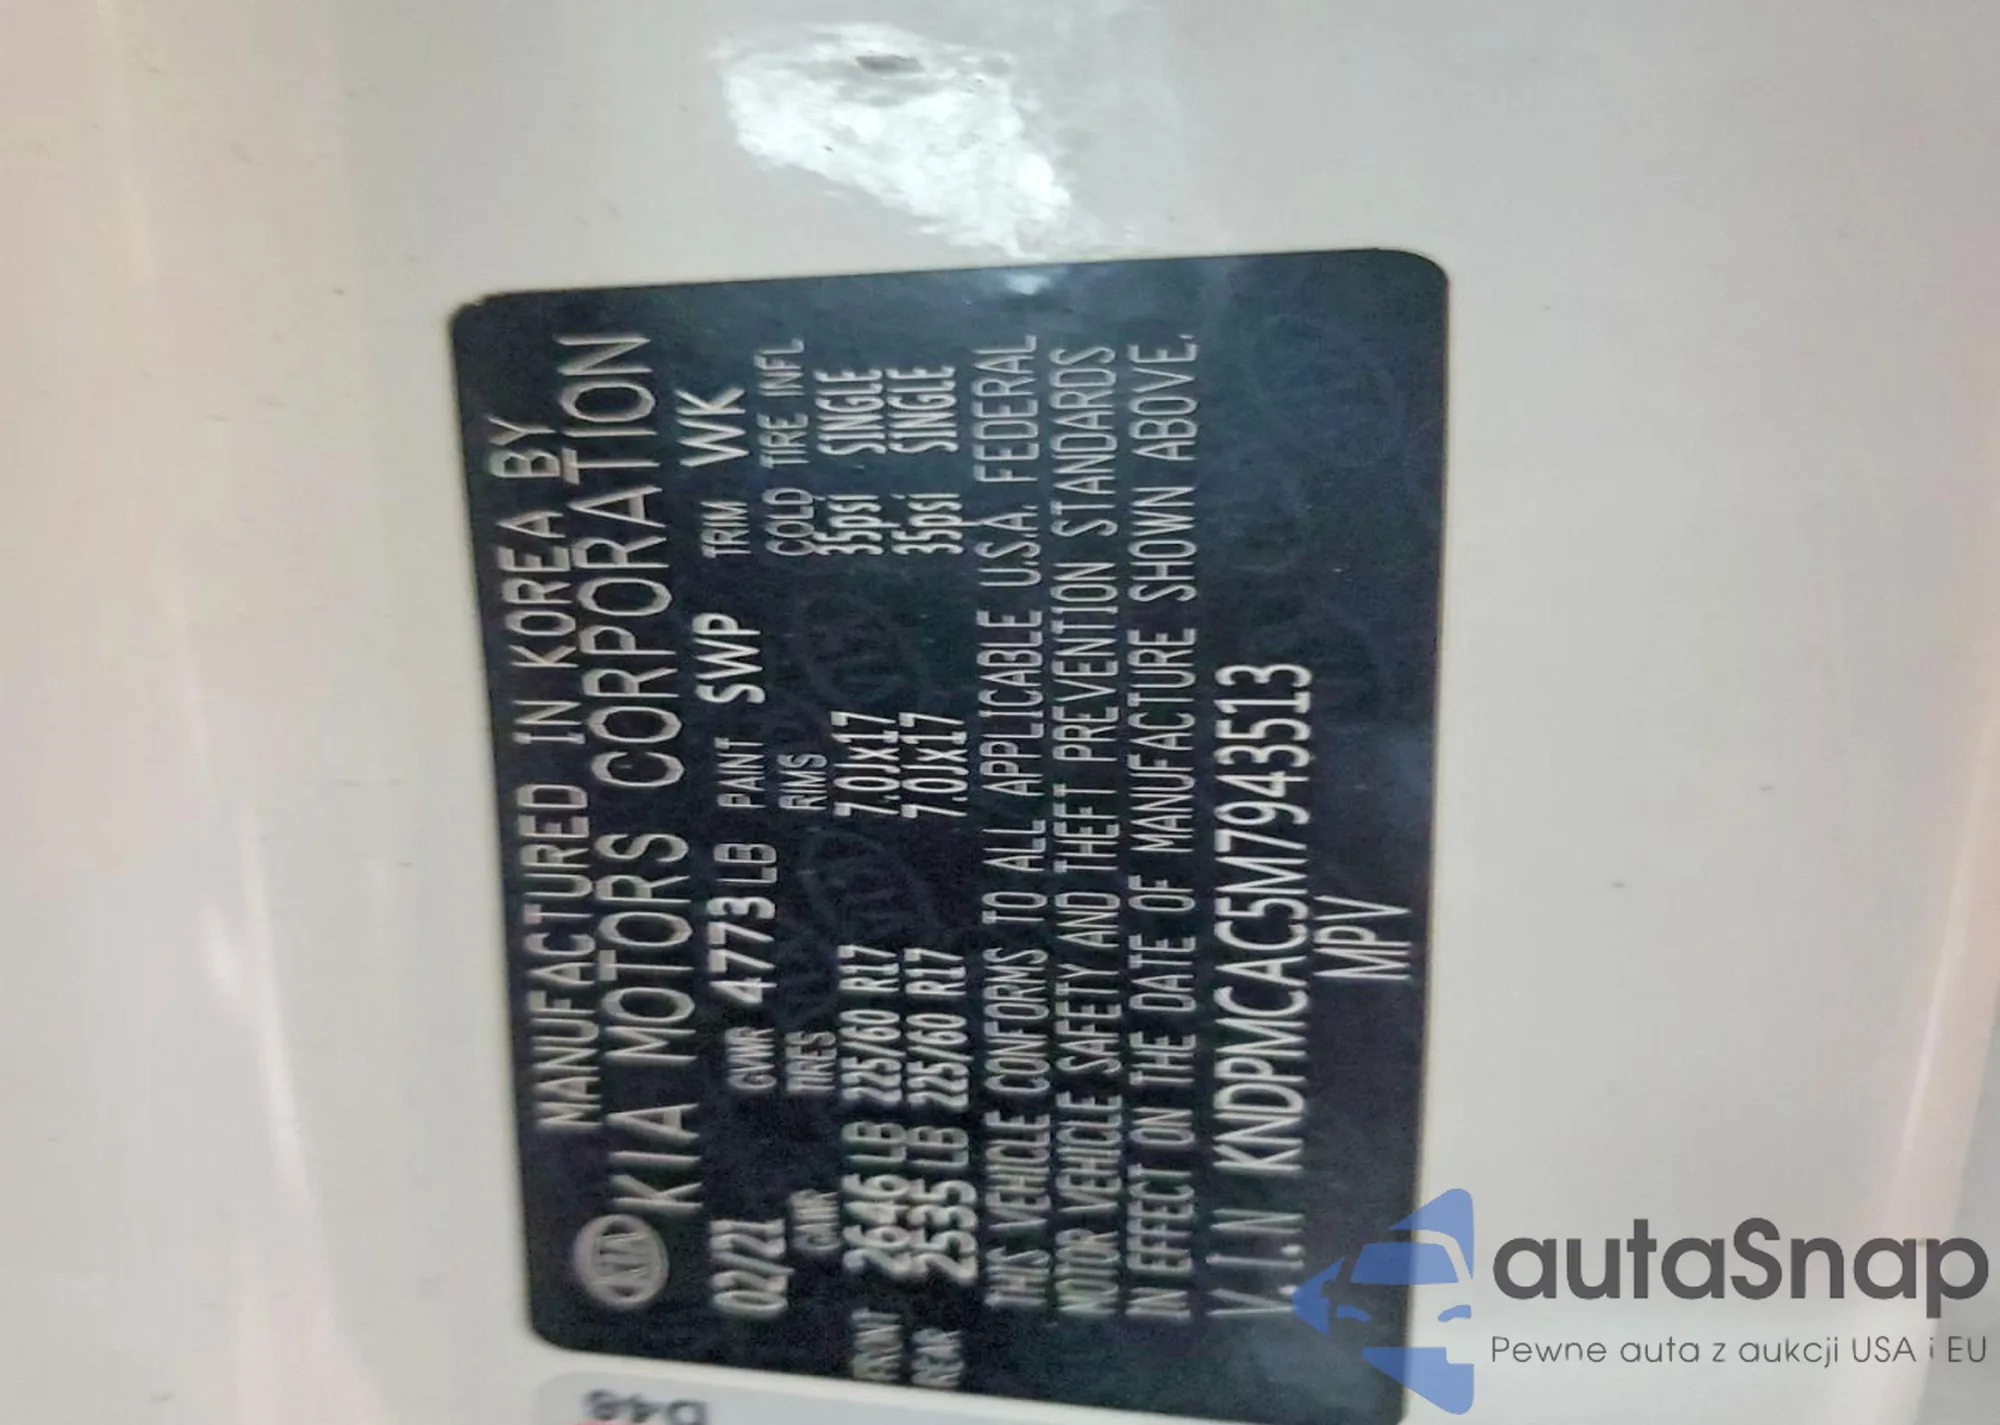 MANUFACTURED IN KOREA BY
KIA KIA MOTORS CORPORATION
02/21 GVWR 4773LB PAINT SWP TRIM WK
GAWR TIRES RIMS COLD TIRE INFL
FRONT 2646 LB 225/60 R17 7.0Jx17 35psi SINGLE
REAR 2535 LB 225/60 R17 7.0Jx17 35psi SINGLE
THIS VEHICLE CONFORMS TO ALL APPLICABLE U.S.A. FEDERAL
MOTOR VEHICLE SAFETY AND THEFT PREVENTION STANDARDS
IN EFFECT ON THE DATE OF MANUFACTURE SHOWN ABOVE.
V.I.N KNDPMCAC5M7943513
MPV
D48
autaSnap
Pewne auta z aukcji USA i EU